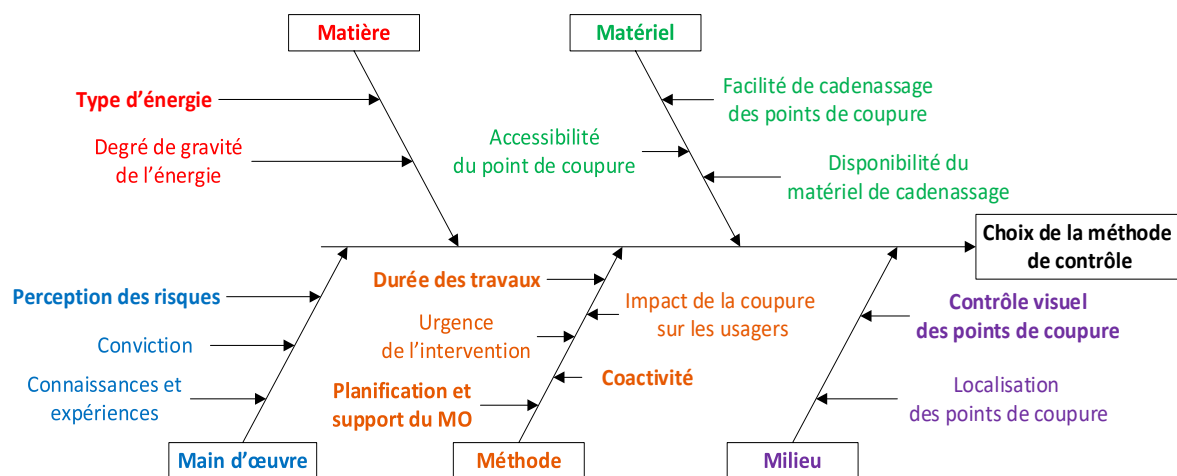 Matière
Matériel
Type d’énergie
Degré de gravité
de l’énergie
Facilité de cadenassage
des points de coupure
Accessibilité
du point de coupure
Disponibilité du
matériel de cadenassage
Choix de la méthode
de contrôle
Perception des risques
Conviction
Connaissances et
expériences
Durée des travaux
Impact de la coupure
sur les usagers
Urgence
de l’intervention
Coactivité
Planification et
support du MO
Contrôle visuel
des points de coupure
Localisation
des points de coupure
Main d’œuvre
Méthode
Milieu